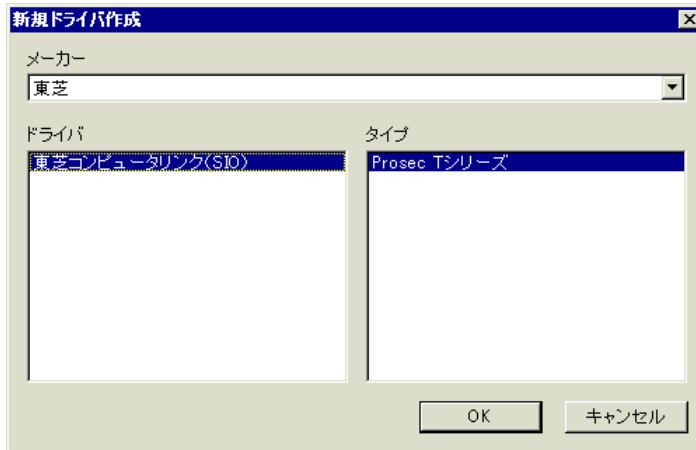 新規ドライバ作成
メーカー
東芝
ドライバ
タイプ
東芝コンピュータリンク(SIO)
Prosec Tシリーズ
OK
キャンセル